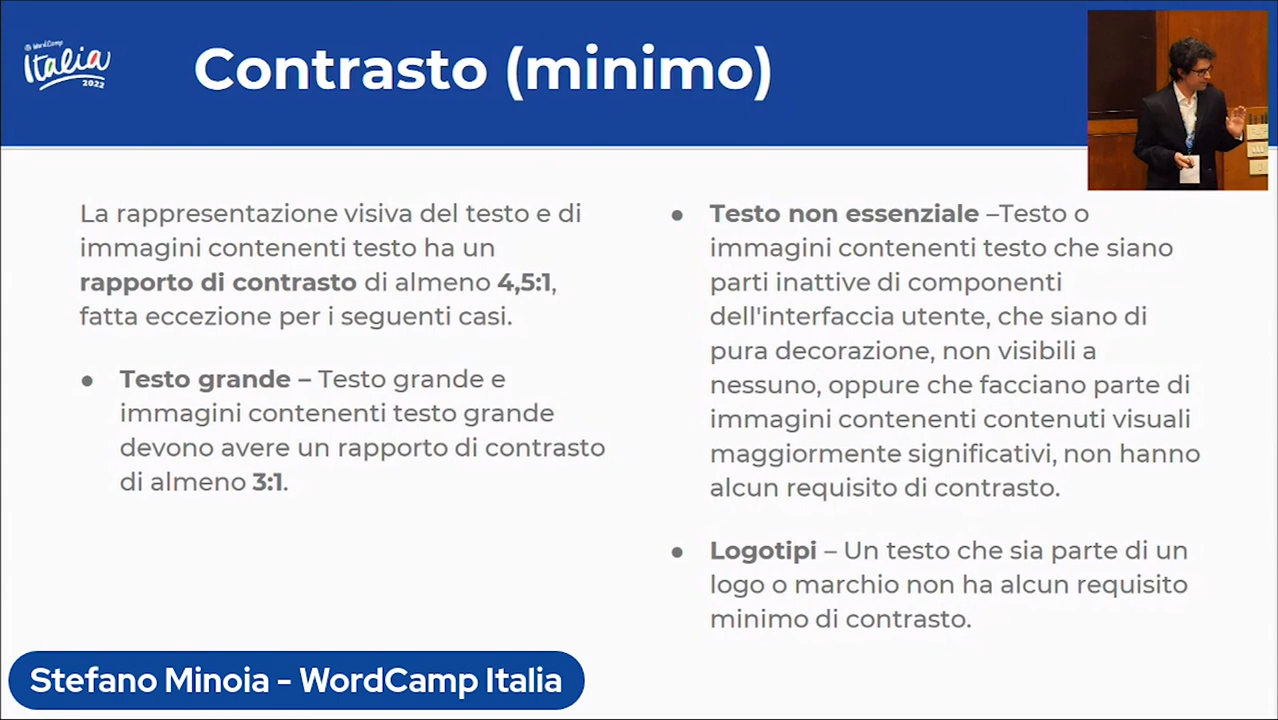 WordCamp
Italia
2022
Contrasto (minimo)
La rappresentazione visiva del testo e di
immagini contenenti testo ha un
rapporto di contrasto di almeno 4,5:1,
fatta eccezione per i seguenti casi.
● Testo grande – Testo grande e
immagini contenenti testo grande
devono avere un rapporto di contrasto
di almeno 3:1.
● Testo non essenziale –Testo o
immagini contenenti testo che siano
parti inattive di componenti
dell'interfaccia utente, che siano di
pura decorazione, non visibili a
nessuno, oppure che facciano parte di
immagini contenenti contenuti visuali
maggiormente significativi, non hanno
alcun requisito di contrasto.
● Logotipi – Un testo che sia parte di un
logo o marchio non ha alcun requisito
minimo di contrasto.
Stefano Minoia - WordCamp Italia